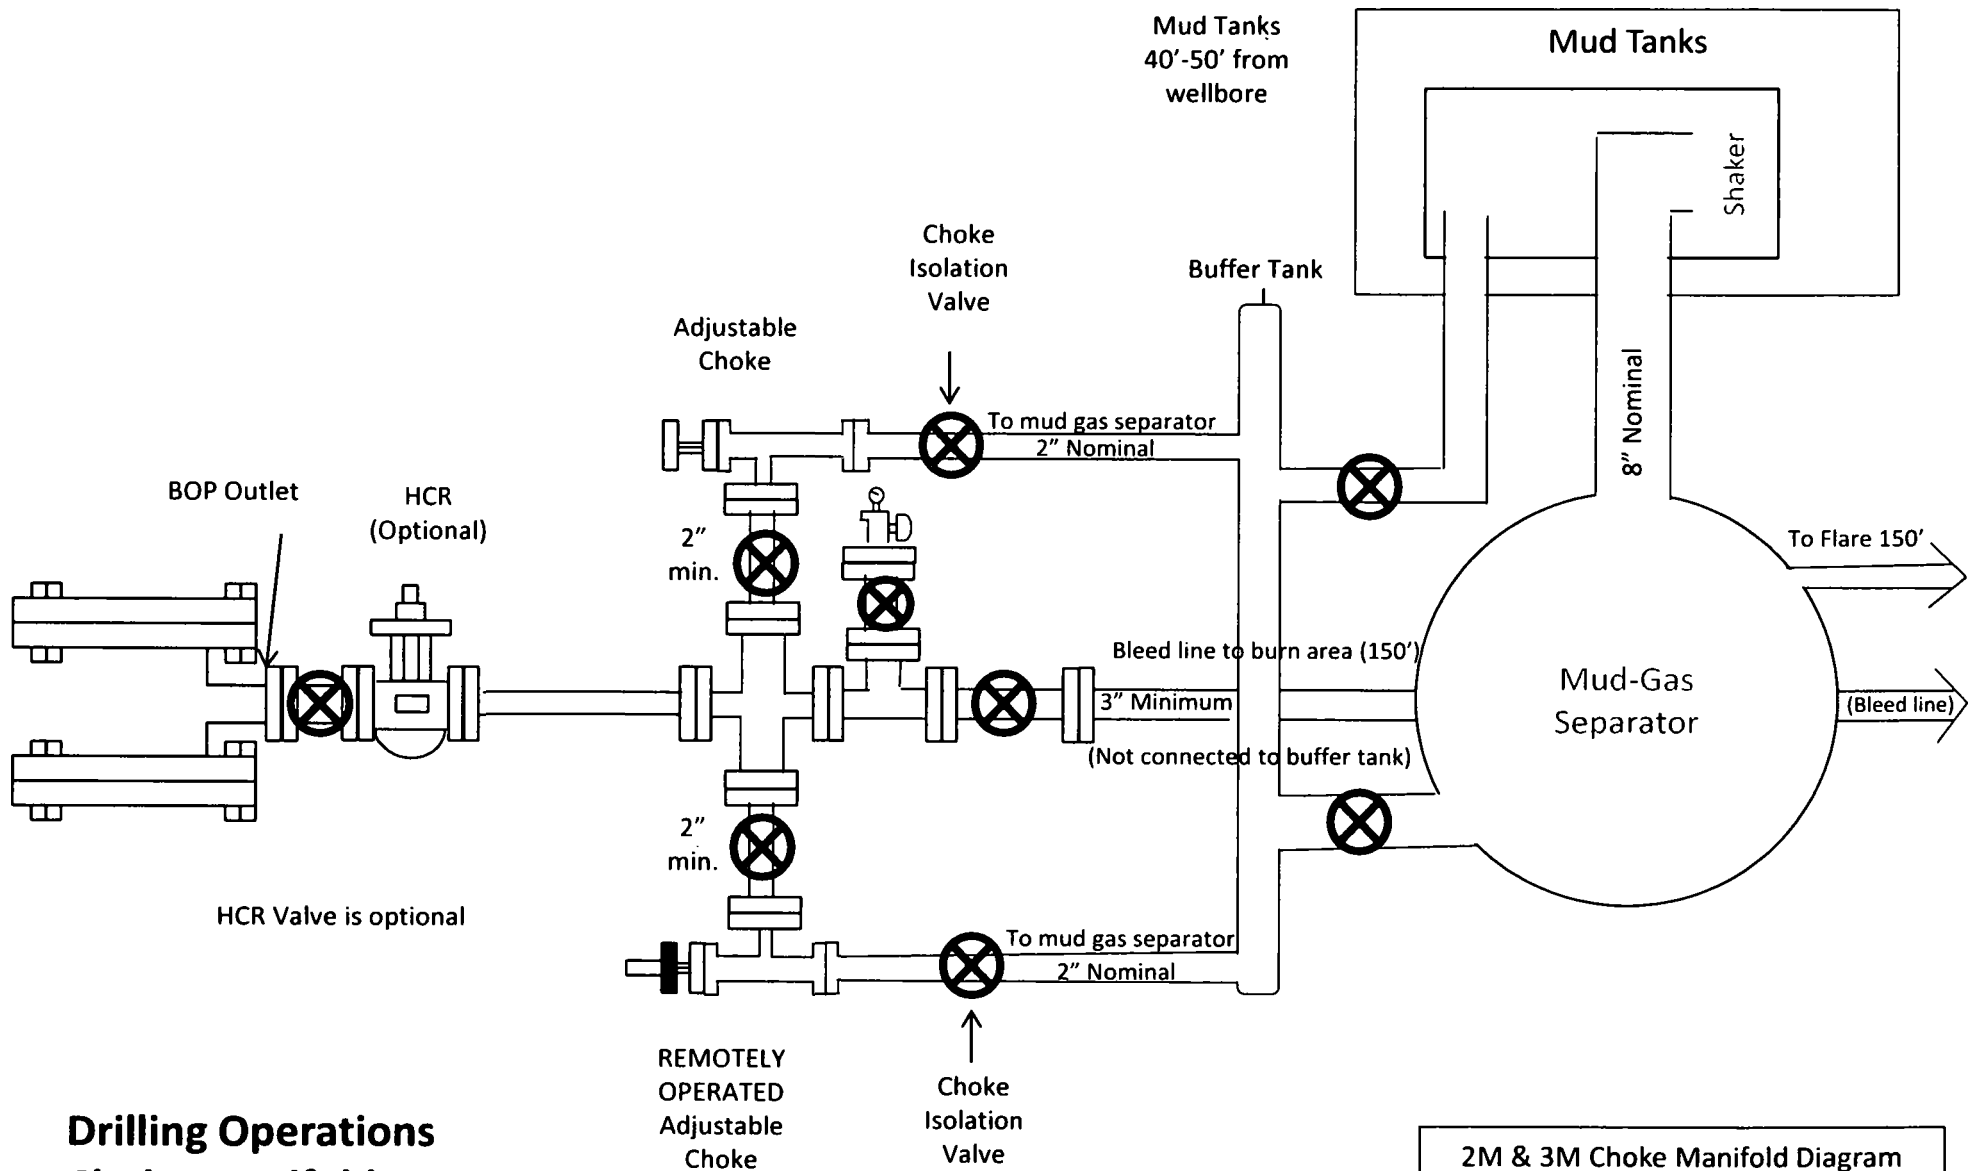 Mud Tanks
40'-50' from
wellbore
Mud Tanks
Shaker
Choke
Isolation
Valve
Buffer Tank
Adjustable
Choke
8" Nominal
To mud gas separator
2" Nominal
BOP Outlet
HCR
(Optional)
2"
min.
To Flare 150'
Bleed line to burn area (150')
3" Minimum
(Not connected to buffer tank)
Mud-Gas
Separator
(Bleed line)
2"
min.
HCR Valve is optional
To mud gas separator
2" Nominal
REMOTELY
OPERATED
Adjustable
Choke
Choke
Isolation
Valve
Drilling Operations
2M & 3M Choke Manifold Diagram